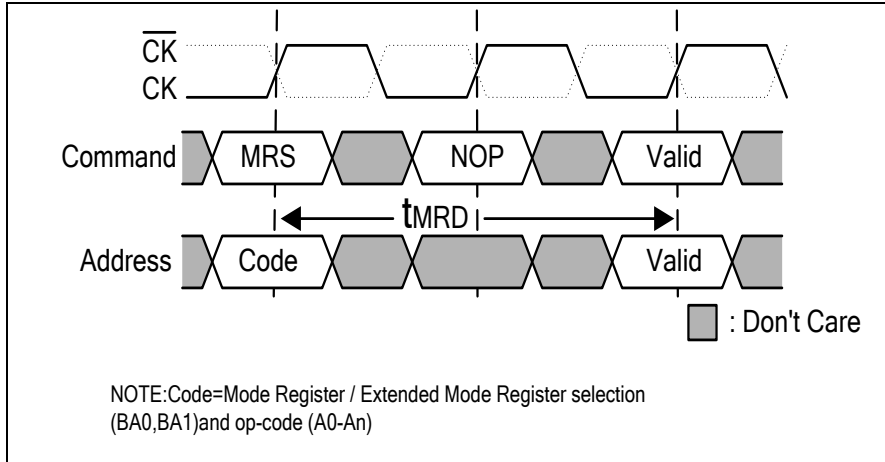 CK
CK
Command MRS NOP Valid
tMRD
Address Code Valid
: Don't Care
NOTE:Code=Mode Register / Extended Mode Register selection
(BA0,BA1)and op-code (A0-An)